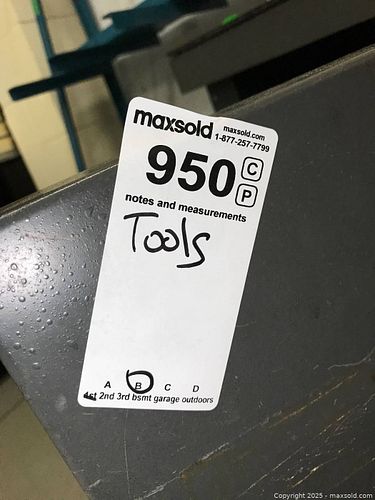 maxsold maxsold.com
1-877-257-7799
950 C
P
notes and measurements
Tools
A B C D
1st 2nd 3rd bsmt garage outdoors
Copyright 2025 - maxsold.com